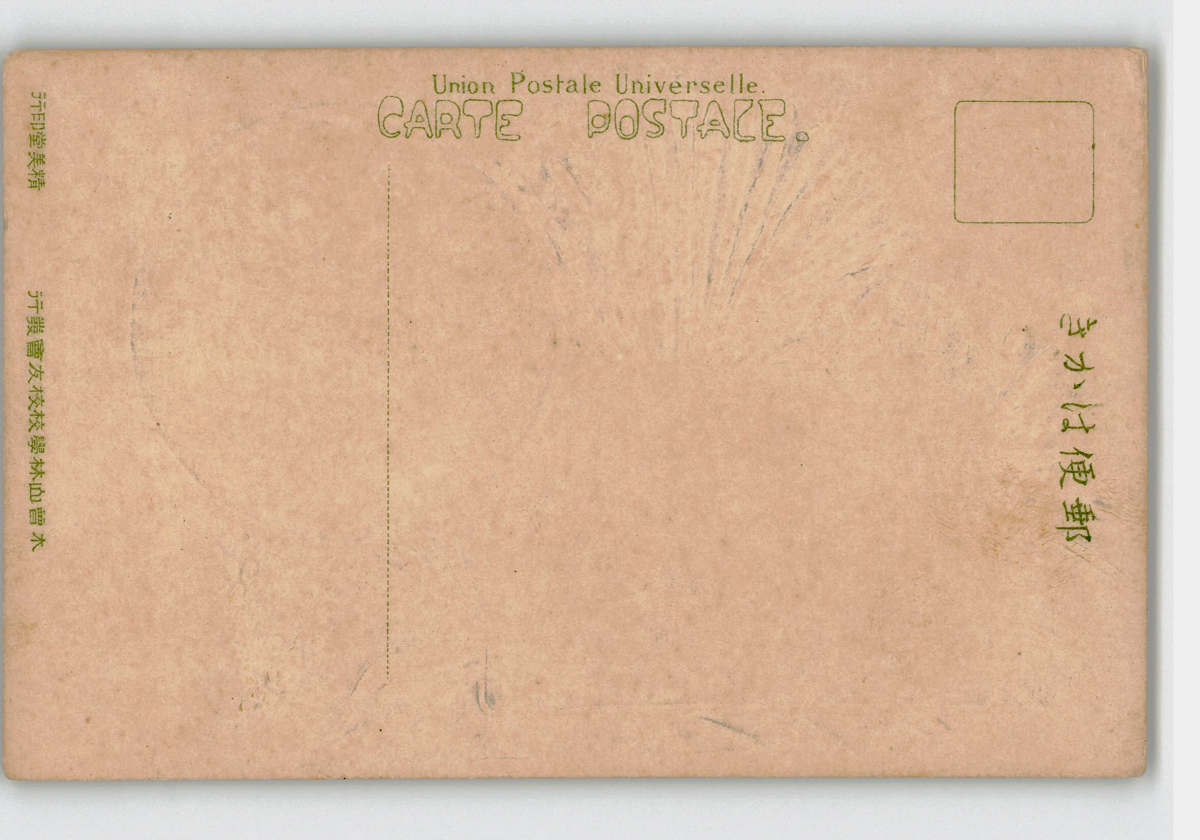 Union Postale Universelle.
CARTE POSTALE.
郵便はかき
木曾山林學校校友會發行
精美堂印行